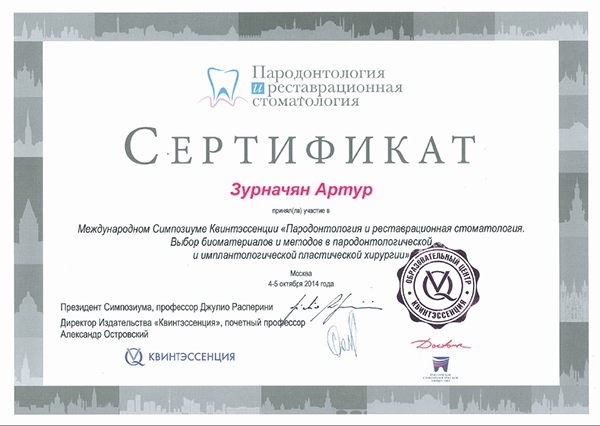 Пародонтология
и реставрационная
стоматология
СЕРТИФИКАТ
Зурначян Артур
принял(ла) участие в
Международном Симпозиуме Квинтэссенции «Пародонтология и реставрационная стоматология.
Выбор биоматериалов и методов в пародонтологической
и имплантологической пластической хирургии»
Москва
4-5 октября 2014 года
ОБРАЗОВАТЕЛЬНЫЙ ЦЕНТР
КВИНТЭССЕНЦИЯ
Президент Симпозиума, профессор Джулио Расперини
Директор Издательства «Квинтэссенция», почетный профессор
Александр Островский
КВИНТЭССЕНЦИЯ